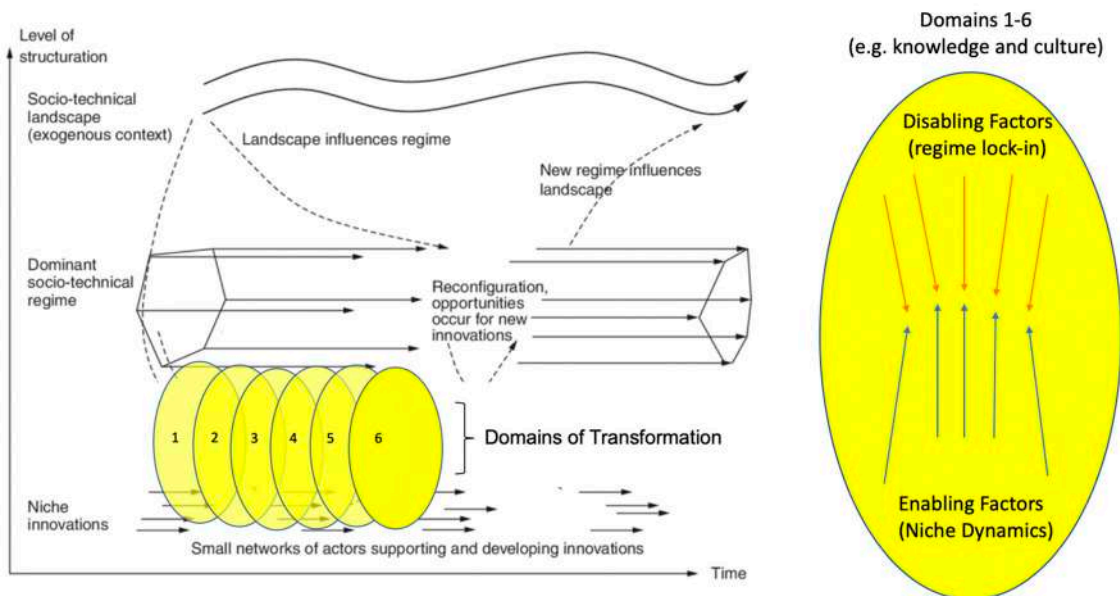 Level of
structuration
Socio-technical
landscape
(exogenous context)
Landscape influences regime
New regime influences
landscape
Dominant
socio-technical
regime
Reconfiguration,
opportunities
occur for new
innovations
1 2 3 4 5 6
Domains of Transformation
Niche
innovations
Small networks of actors supporting and developing innovations
Time
Domains 1-6
(e.g. knowledge and culture)
Disabling Factors
(regime lock-in)
Enabling Factors
(Niche Dynamics)